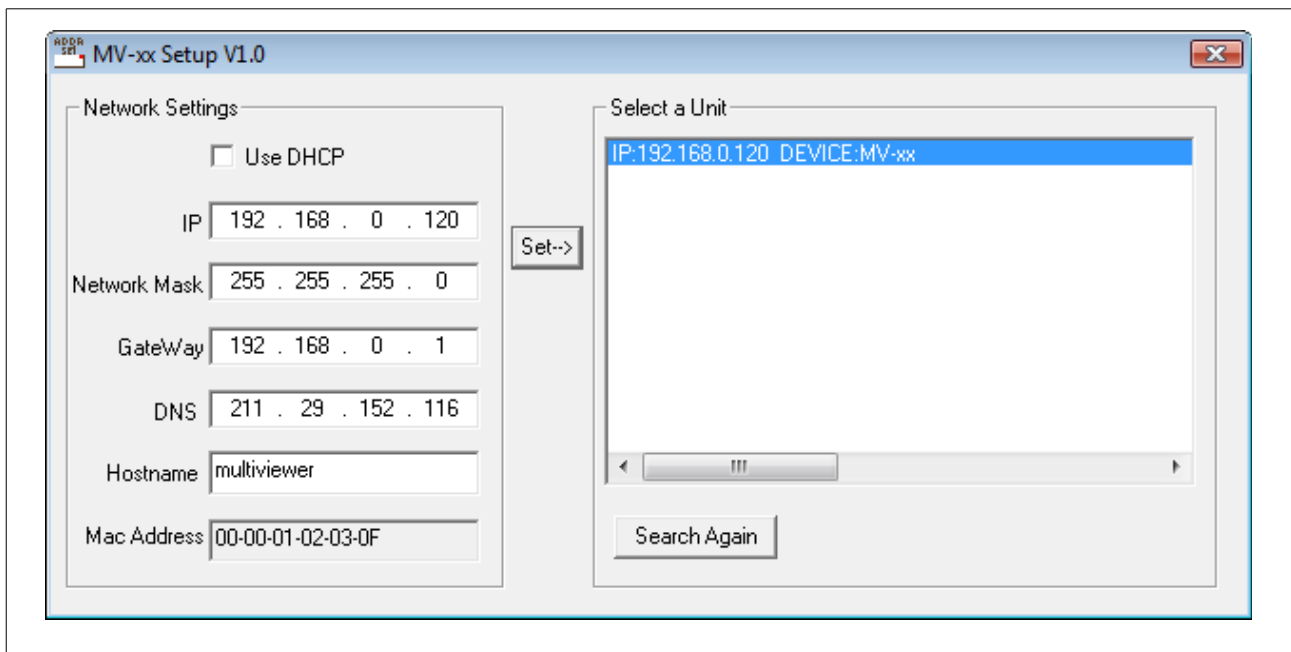 ADDR
SET
MV-xx Setup V1.0
Network Settings
Use DHCP
IP 192 . 168 . 0 . 120
Network Mask 255 . 255 . 255 . 0
GateWay 192 . 168 . 0 . 1
DNS 211 . 29 . 152 . 116
Hostname multiviewer
Mac Address 00-00-01-02-03-0F
Set-->
Select a Unit
IP:192.168.0.120 DEVICE:MV-xx
Search Again